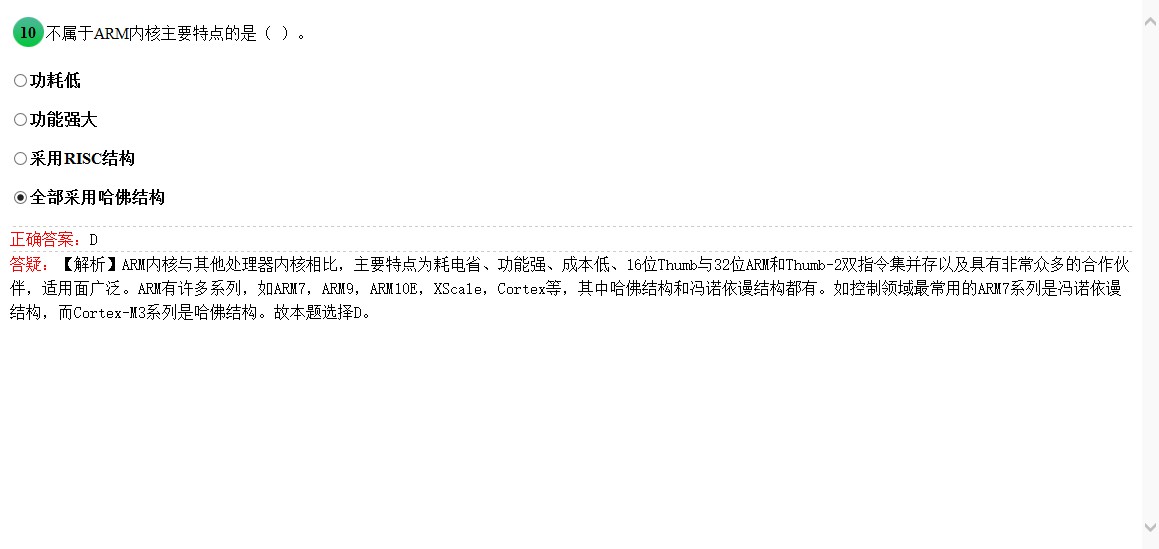 10 不属于ARM内核主要特点的是（ ）。
功耗低
功能强大
采用RISC结构
全部采用哈佛结构
正确答案：D
答疑：【解析】ARM内核与其他处理器内核相比，主要特点为耗电省、功能强、成本低、16位Thumb与32位ARM和Thumb-2双指令集并存以及具有非常众多的合作伙
伴，适用面广泛。ARM有许多系列，如ARM7，ARM9，ARM10E，XScale，Cortex等，其中哈佛结构和冯诺依谩结构都有。如控制领域最常用的ARM7系列是冯诺依谩
结构，而Cortex-M3系列是哈佛结构。故本题选择D。